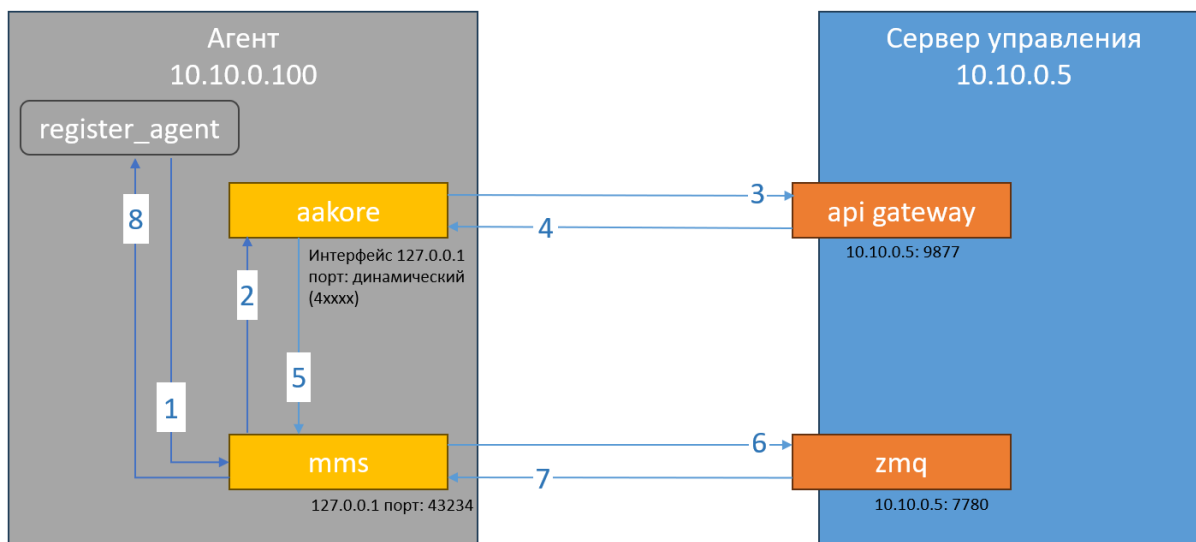 Агент
10.10.0.100
Сервер управления
10.10.0.5
register_agent
aakore
3
api gateway
8
4
Интерфейс 127.0.0.1
порт: динамический
(4xxxx)
10.10.0.5: 9877
2
5
1
mms
6
zmq
7
127.0.0.1 порт: 43234
10.10.0.5: 7780